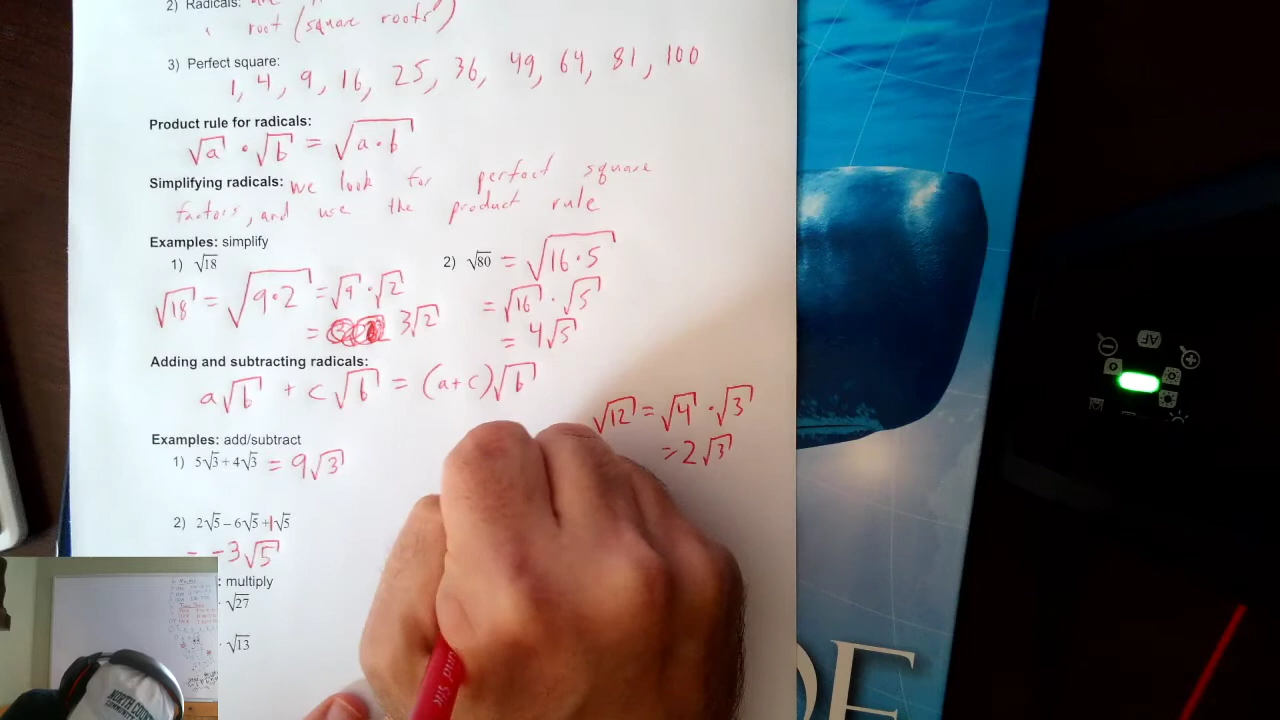 2) Radicals:
root (square roots)
3) Perfect square:
1, 4, 9, 16, 25, 36, 49, 64, 81, 100
Product rule for radicals:
√a · √b = √a·b
Simplifying radicals: we look for perfect square
factors, and use the product rule
Examples: simplify
1) √18
2) √80 = √16·5
√18 = √9·2 = √9 · √2
= √16 · √5
= 3√2
= 4√5
Adding and subtracting radicals:
a√b + c√b = (a+c)√b
√12 = √4 · √3
= 2√3
Examples: add/subtract
1) 5√3 + 4√3 = 9√3
2) 2√5 – 6√5 + 1√5
= -3√5
: multiply
√27
√13
AF